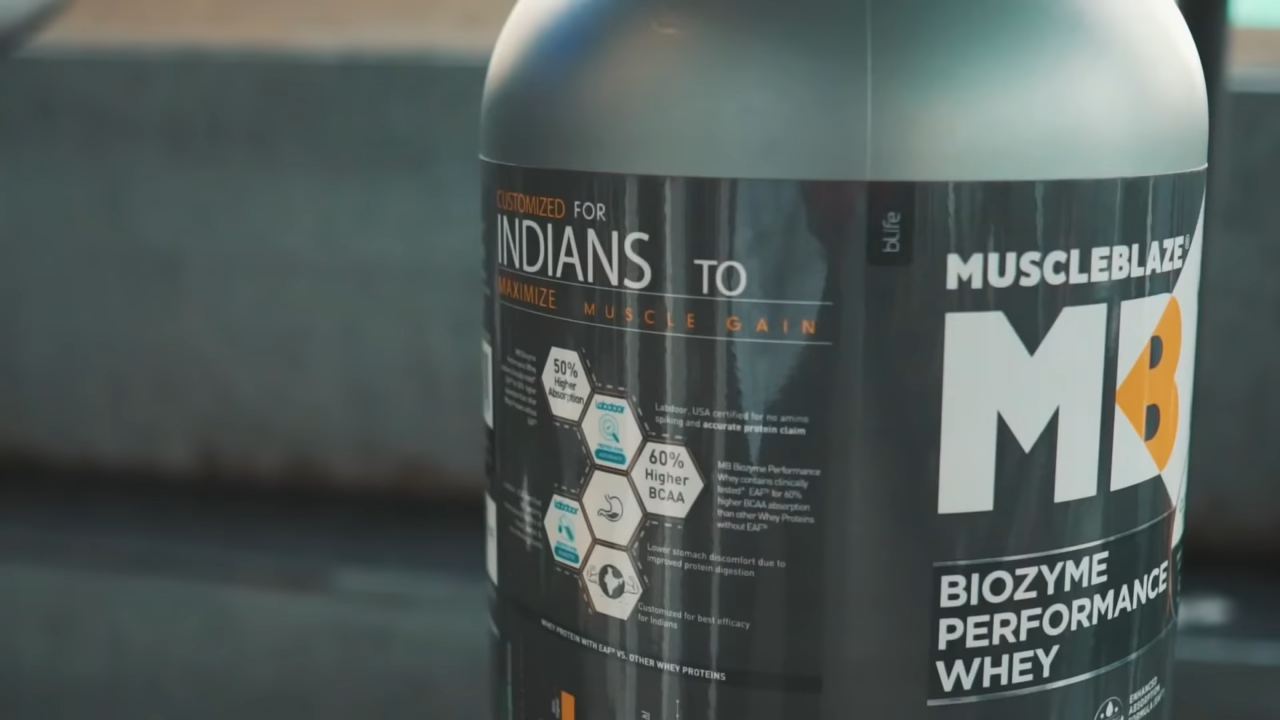 CUSTOMIZED FOR
INDIANS TO
MAXIMIZE MUSCLE GAIN
50%
Higher
Absorption
Labdoor
Labdoor, USA certified for no amino
spiking and accurate protein claim
60%
Higher
BCAA
MB Biozyme Performance
Whey contains clinically
tested** EAF® for 60%
higher BCAA absorption
than other Whey Proteins
without EAF®
labdoor
Lower stomach discomfort due to
improved protein digestion
Customized for best efficacy
for Indians
WHEY PROTEIN WITH EAF® VS. OTHER WHEY PROTEINS
bLife
MUSCLEBLAZE®
MB
BIOZYME
PERFORMANCE
WHEY
ENHANCED
ABSORPTION